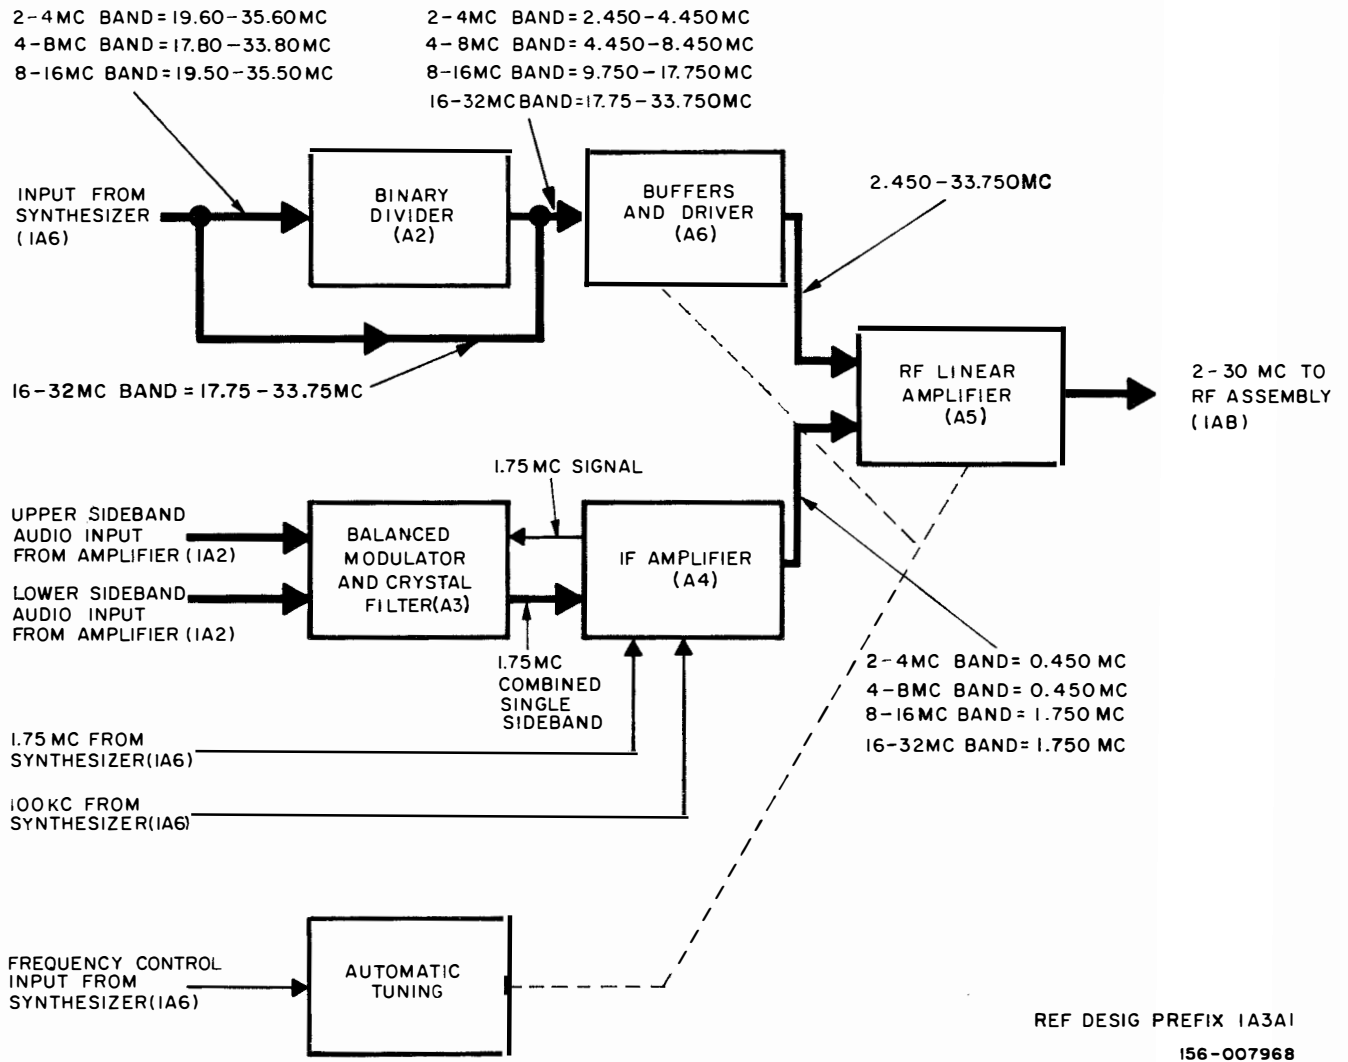 2-4MC BAND=19.60-35.60MC
4-8MC BAND=17.80-33.80MC
8-16MC BAND=19.50-35.50MC
2-4MC BAND=2.450-4.450MC
4-8MC BAND=4.450-8.450MC
8-16MC BAND=9.750-17.750MC
16-32MC BAND=17.75-33.750MC
INPUT FROM
SYNTHESIZER
(1A6)
BINARY
DIVIDER
(A2)
BUFFERS
AND DRIVER
(A6)
2.450-33.750MC
16-32MC BAND=17.75-33.75MC
RF LINEAR
AMPLIFIER
(A5)
2-30 MC TO
RF ASSEMBLY
(1A8)
1.75 MC SIGNAL
UPPER SIDEBAND
AUDIO INPUT
FROM AMPLIFIER (1A2)
LOWER SIDEBAND
AUDIO INPUT
FROM AMPLIFIER (1A2)
BALANCED
MODULATOR
AND CRYSTAL
FILTER(A3)
IF AMPLIFIER
(A4)
1.75MC
COMBINED
SINGLE
SIDEBAND
2-4MC BAND= 0.450 MC
4-8MC BAND= 0.450 MC
8-16MC BAND= 1.750 MC
16-32MC BAND= 1.750 MC
1.75 MC FROM
SYNTHESIZER(1A6)
100KC FROM
SYNTHESIZER(1A6)
FREQUENCY CONTROL
INPUT FROM
SYNTHESIZER(1A6)
AUTOMATIC
TUNING
REF DESIG PREFIX 1A3A1
156-007968